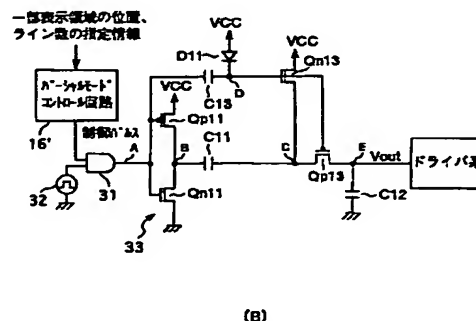 一部表示領域の位置、
ライン数の指定情報
パーシャルモード
コントロール回路
16'
制御パルス
32
31
33
A
VCC
Qp11
Qn11
B
C13
C11
D11
VCC
D
VCC
Qn13
C
Qp13
E
Vout
C12
ドライバ系
(B)